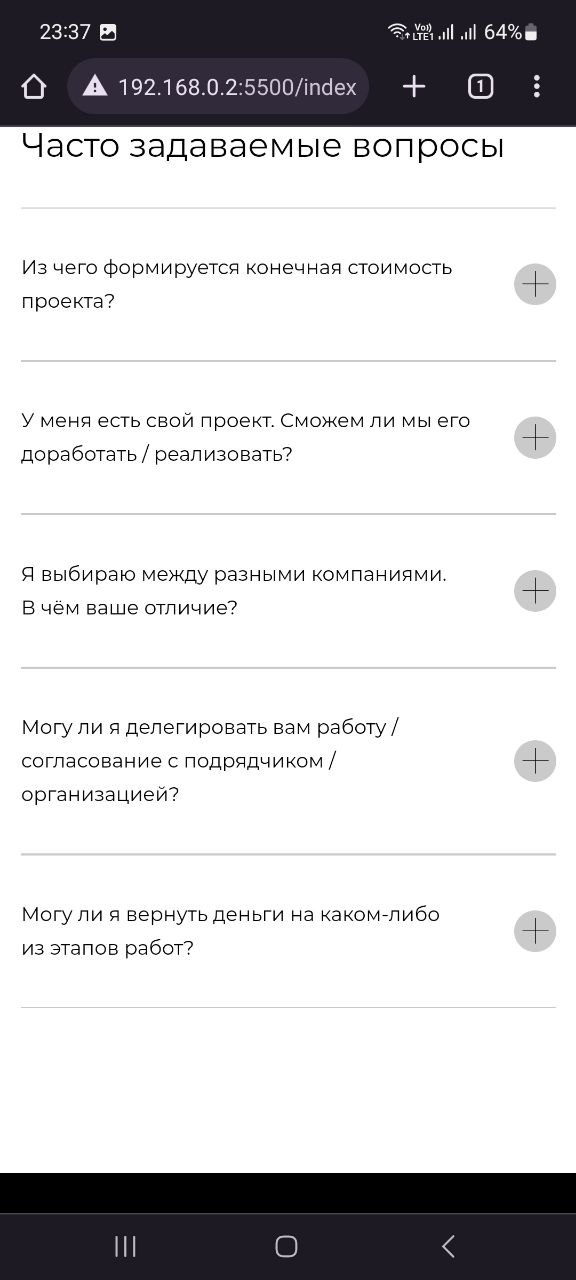 23:37 Vo)) LTE1 64%
192.168.0.2:5500/index 1
Часто задаваемые вопросы
Из чего формируется конечная стоимость
проекта?
У меня есть свой проект. Сможем ли мы его
доработать / реализовать?
Я выбираю между разными компаниями.
В чём ваше отличие?
Могу ли я делегировать вам работу /
согласование с подрядчиком /
организацией?
Могу ли я вернуть деньги на каком-либо
из этапов работ?